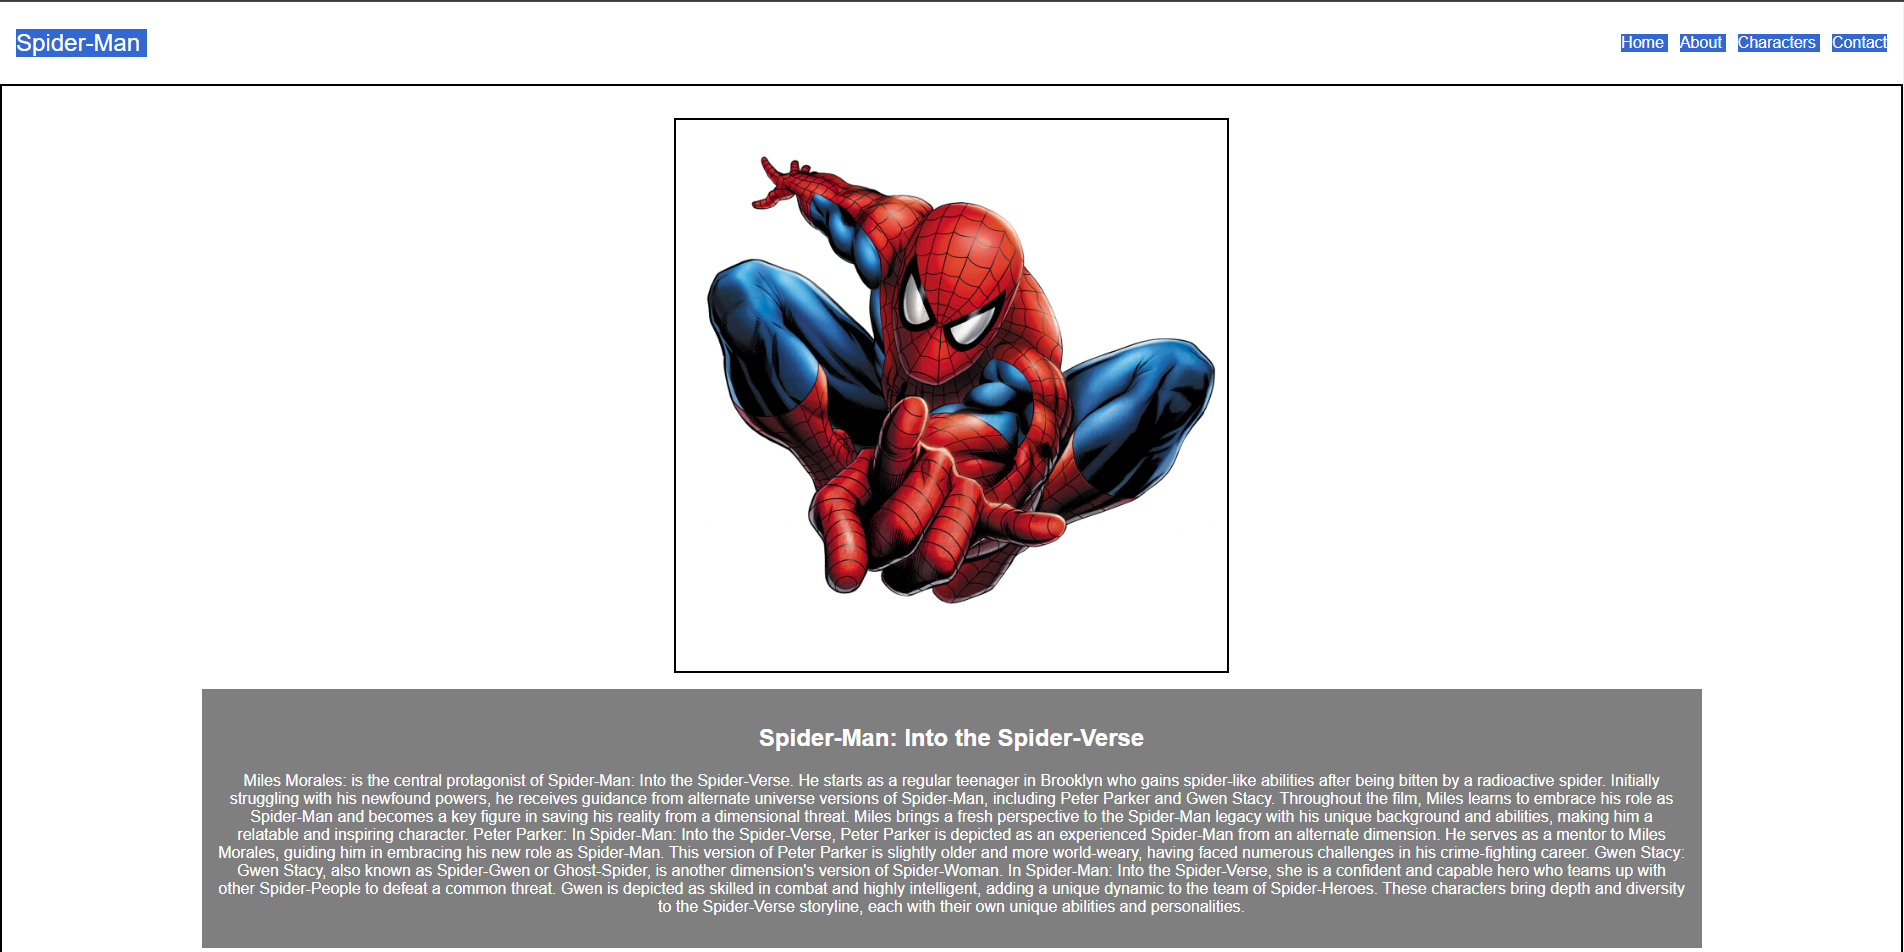 Spider-Man
Home About Characters Contact
Spider-Man: Into the Spider-Verse
Miles Morales: is the central protagonist of Spider-Man: Into the Spider-Verse. He starts as a regular teenager in Brooklyn who gains spider-like abilities after being bitten by a radioactive spider. Initially
struggling with his newfound powers, he receives guidance from alternate universe versions of Spider-Man, including Peter Parker and Gwen Stacy. Throughout the film, Miles learns to embrace his role as
Spider-Man and becomes a key figure in saving his reality from a dimensional threat. Miles brings a fresh perspective to the Spider-Man legacy with his unique background and abilities, making him a
relatable and inspiring character. Peter Parker: In Spider-Man: Into the Spider-Verse, Peter Parker is depicted as an experienced Spider-Man from an alternate dimension. He serves as a mentor to Miles
Morales, guiding him in embracing his new role as Spider-Man. This version of Peter Parker is slightly older and more world-weary, having faced numerous challenges in his crime-fighting career. Gwen Stacy:
Gwen Stacy, also known as Spider-Gwen or Ghost-Spider, is another dimension's version of Spider-Woman. In Spider-Man: Into the Spider-Verse, she is a confident and capable hero who teams up with
other Spider-People to defeat a common threat. Gwen is depicted as skilled in combat and highly intelligent, adding a unique dynamic to the team of Spider-Heroes. These characters bring depth and diversity
to the Spider-Verse storyline, each with their own unique abilities and personalities.